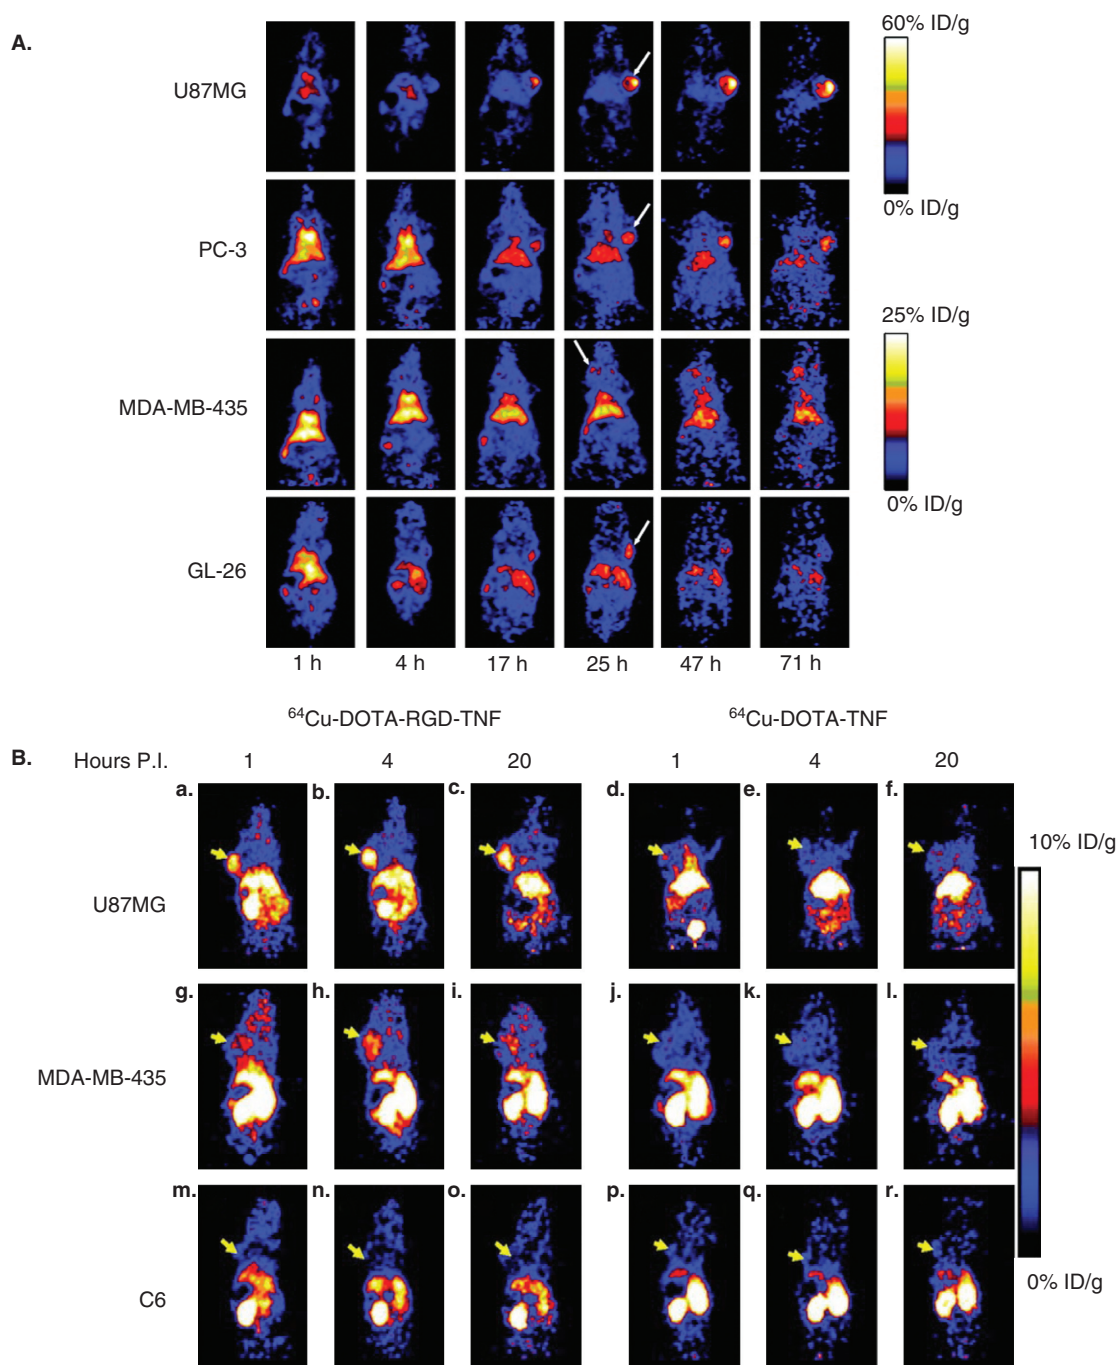 A.
60% ID/g
U87MG
0% ID/g
PC-3
25% ID/g
MDA-MB-435
0% ID/g
GL-26
1 h 4 h 17 h 25 h 47 h 71 h
⁶⁴Cu-DOTA-RGD-TNF ⁶⁴Cu-DOTA-TNF
B. Hours P.I. 1 4 20 1 4 20
a. b. c. d. e. f.
10% ID/g
U87MG
g. h. i. j. k. l.
MDA-MB-435
m. n. o. p. q. r.
0% ID/g
C6